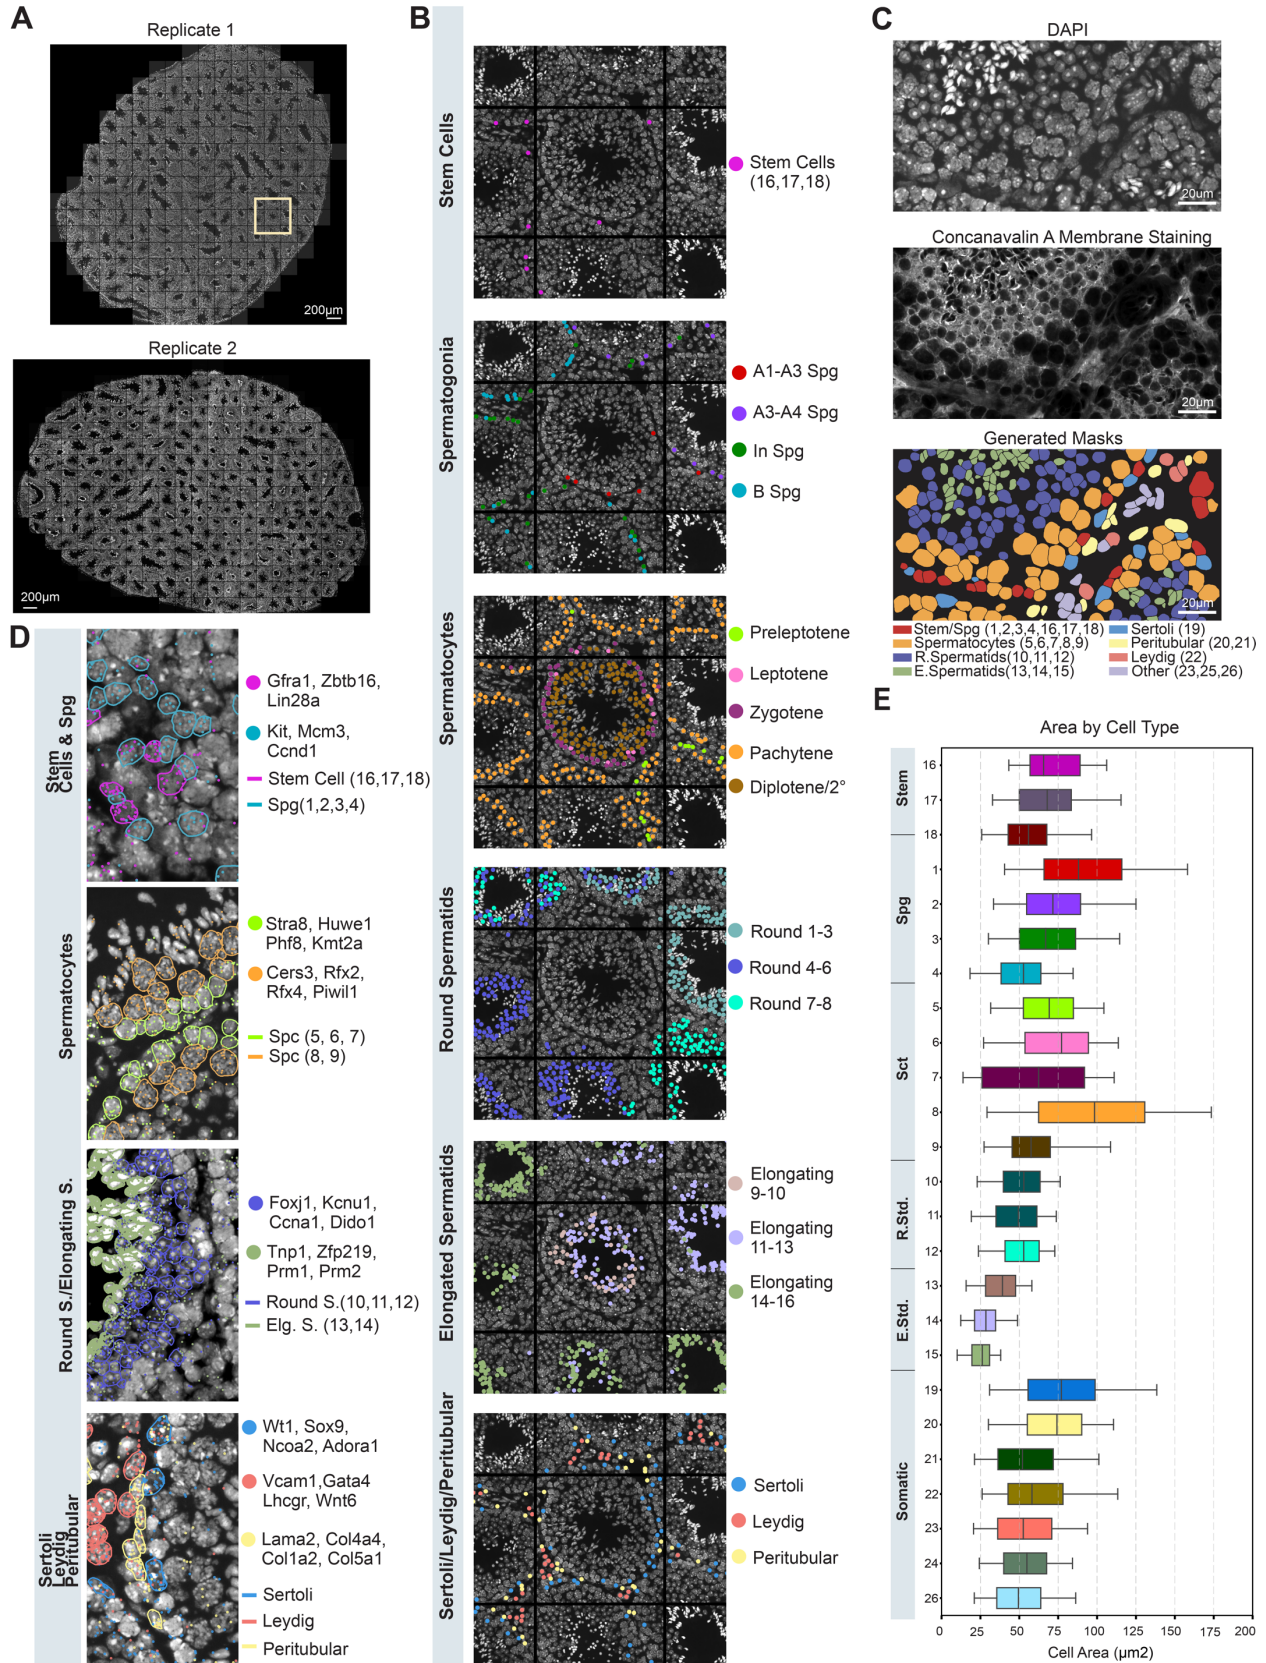 A
Replicate 1
200µm
Replicate 2
200µm
B
Stem Cells
Stem Cells
(16,17,18)
Spermatogonia
A1-A3 Spg
A3-A4 Spg
In Spg
B Spg
Spermatocytes
Preleptotene
Leptotene
Zygotene
Pachytene
Diplotene/2°
Round Spermatids
Round 1-3
Round 4-6
Round 7-8
Elongated Spermatids
Elongating
9-10
Elongating
11-13
Elongating
14-16
Sertoli/Leydig/Peritubular
Sertoli
Leydig
Peritubular
C
DAPI
20um
Concanavalin A Membrane Staining
20um
Generated Masks
20um
Stem/Spg (1,2,3,4,16,17,18)
Spermatocytes (5,6,7,8,9)
R.Spermatids(10,11,12)
E.Spermatids(13,14,15)
Sertoli (19)
Peritubular (20,21)
Leydig (22)
Other (23,25,26)
D
Stem
Cells & Spg
Gfra1, Zbtb16,
Lin28a
Kit, Mcm3,
Ccnd1
Stem Cell (16,17,18)
Spg(1,2,3,4)
Spermatocytes
Stra8, Huwe1
Phf8, Kmt2a
Cers3, Rfx2,
Rfx4, Piwil1
Spc (5, 6, 7)
Spc (8, 9)
Round S./Elongating S.
Foxj1, Kcnu1,
Ccna1, Dido1
Tnp1, Zfp219,
Prm1, Prm2
Round S.(10,11,12)
Elg. S. (13,14)
Sertoli
Leydig
Peritubular
Wt1, Sox9,
Ncoa2, Adora1
Vcam1,Gata4
Lhcgr, Wnt6
Lama2, Col4a4,
Col1a2, Col5a1
Sertoli
Leydig
Peritubular
E
Area by Cell Type
Stem
16
17
18
Spg
1
2
3
4
Sct
5
6
7
8
9
R.Std.
10
11
12
E.Std.
13
14
15
Somatic
19
20
21
22
23
24
26
0 25 50 75 100 125 150 175 200
Cell Area (µm2)